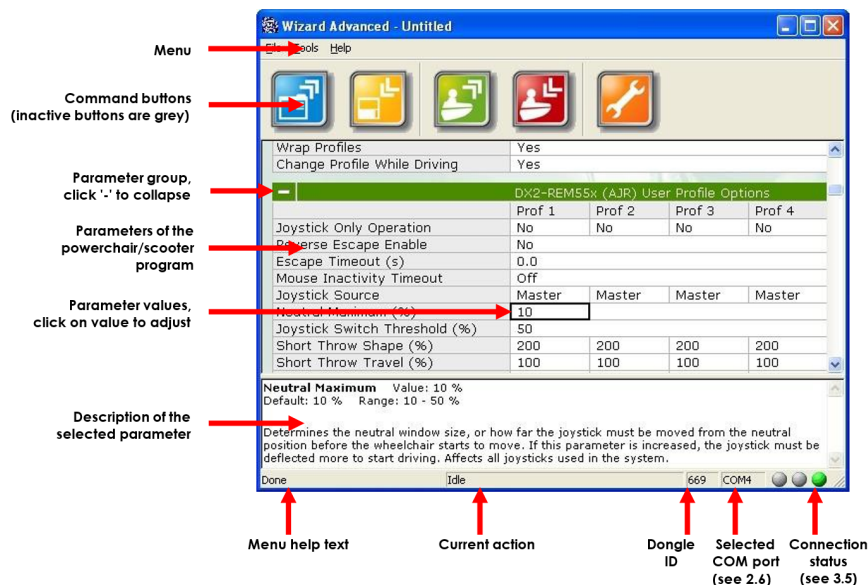 Wizard Advanced - Untitled
File Tools Help
Menu
Command buttons
(inactive buttons are grey)
Wrap Profiles Yes
Change Profile While Driving Yes
Parameter group,
click '-' to collapse
DX2-REM55x (AJR) User Profile Options
Prof 1 Prof 2 Prof 3 Prof 4
Joystick Only Operation No No No No
Parameters of the
powerchair/scooter
program
Reverse Escape Enable No
Escape Timeout (s) 0.0
Mouse Inactivity Timeout Off
Joystick Source Master Master Master Master
Parameter values,
click on value to adjust
Neutral Maximum (%) 10
Joystick Switch Threshold (%) 50
Short Throw Shape (%) 200 200 200 200
Short Throw Travel (%) 100 100 100 100
Neutral Maximum Value: 10 %
Default: 10 % Range: 10 - 50 %
Description of the
selected parameter
Determines the neutral window size, or how far the joystick must be moved from the neutral
position before the wheelchair starts to move. If this parameter is increased, the joystick must be
deflected more to start driving. Affects all joysticks used in the system.
Done Idle 669 COM4
Menu help text
Current action
Dongle
ID
Selected
COM port
(see 2.6)
Connection
status
(see 3.5)